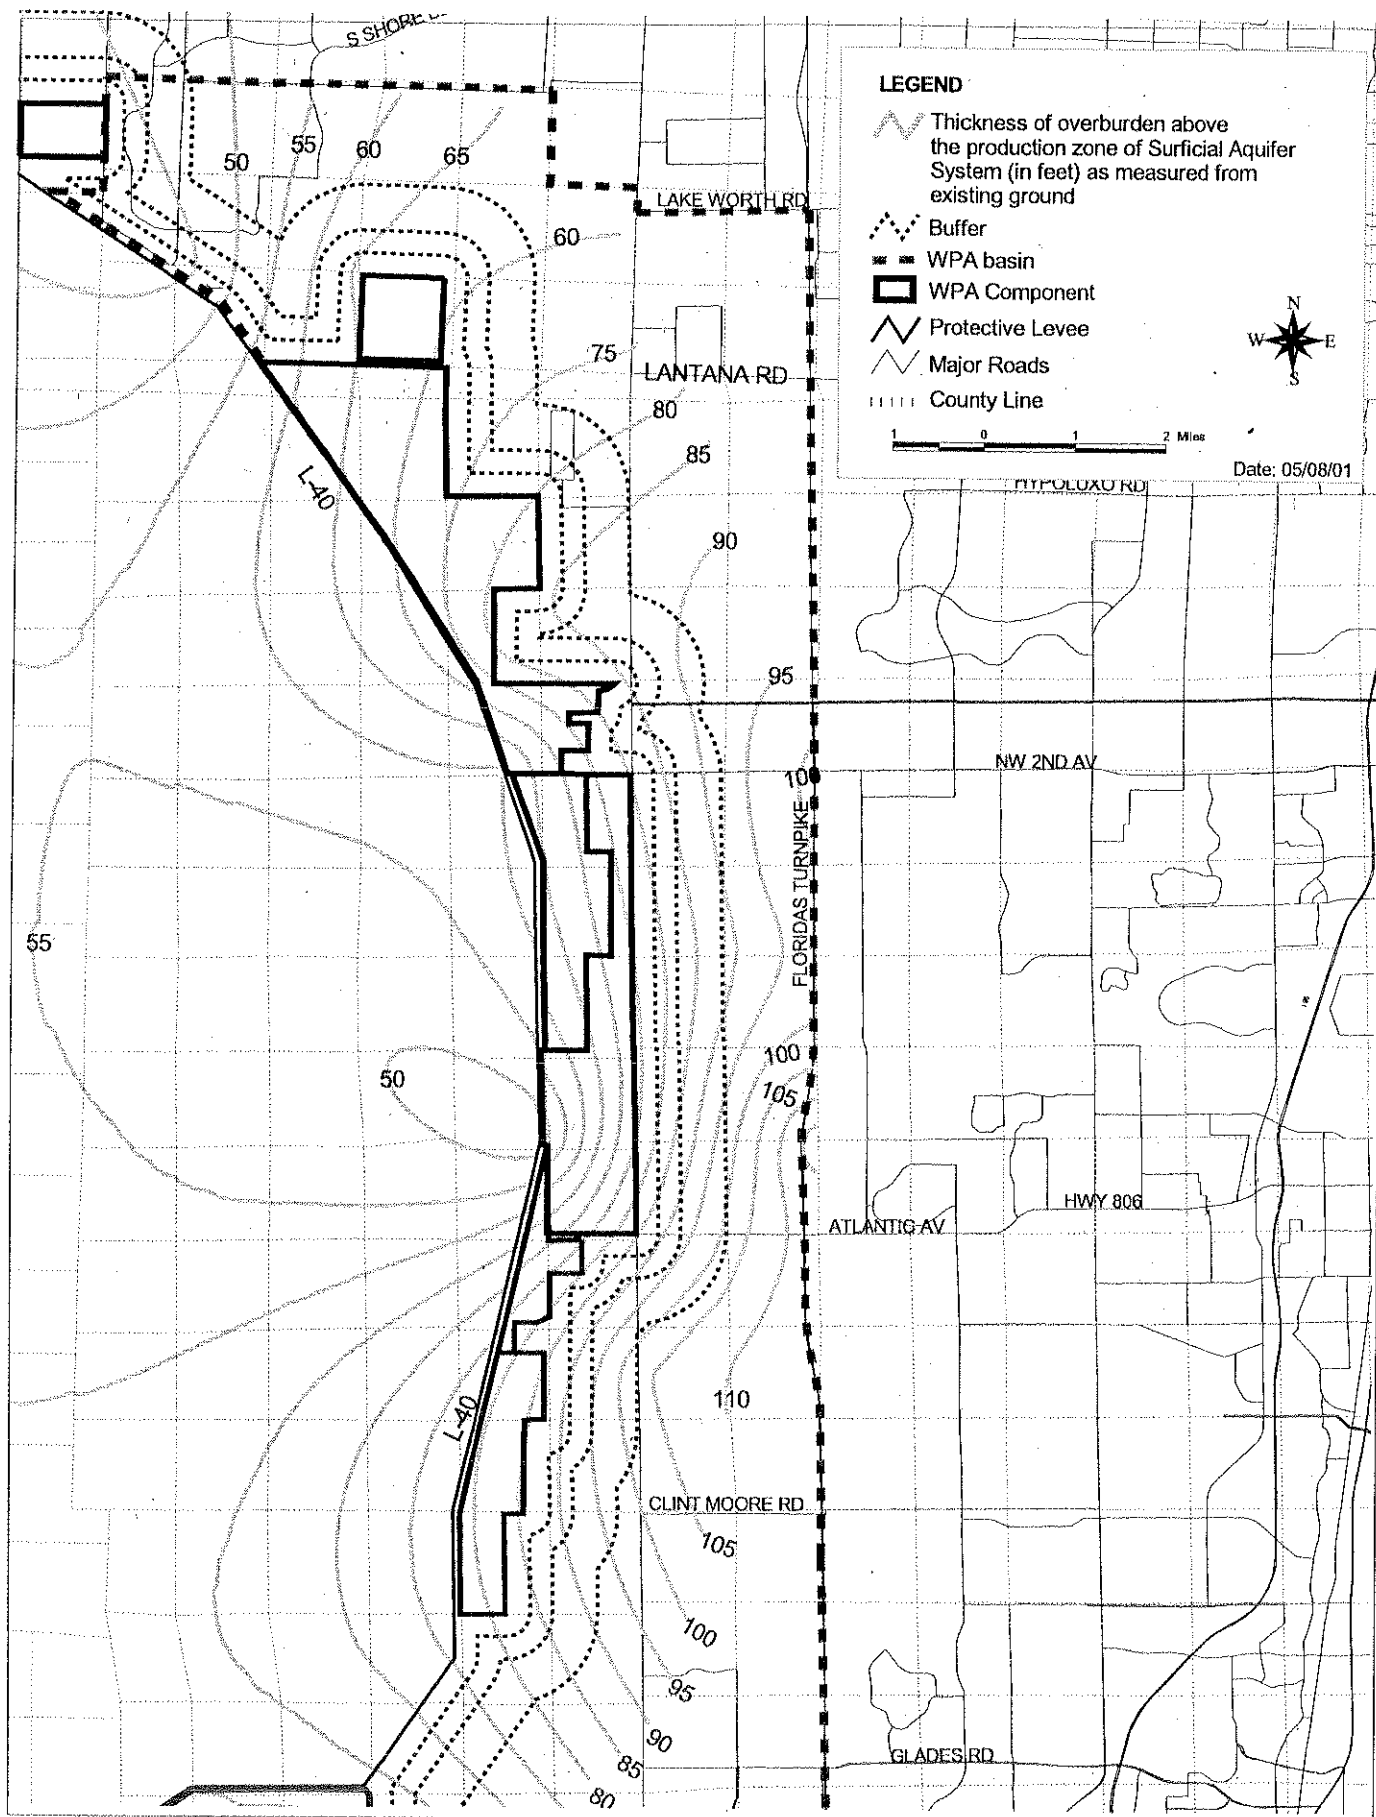 S SHORE
LEGEND
Thickness of overburden above
the production zone of Surficial Aquifer
System (in feet) as measured from
existing ground
Buffer
WPA basin
WPA Component
Protective Levee
Major Roads
County Line
N
W
E
S
1 0 1 2 Miles
Date: 05/08/01
50
55
60
65
LAKE WORTH RD
60
75
LANTANA RD
80
85
L-40
HYPOLUXO RD
90
95
NW 2ND AV
100
FLORIDAS TURNPIKE
55
50
100
105
HWY 806
ATLANTIC AV
110
L-40
CLINT MOORE RD
105
100
95
90
85
80
GLADES RD